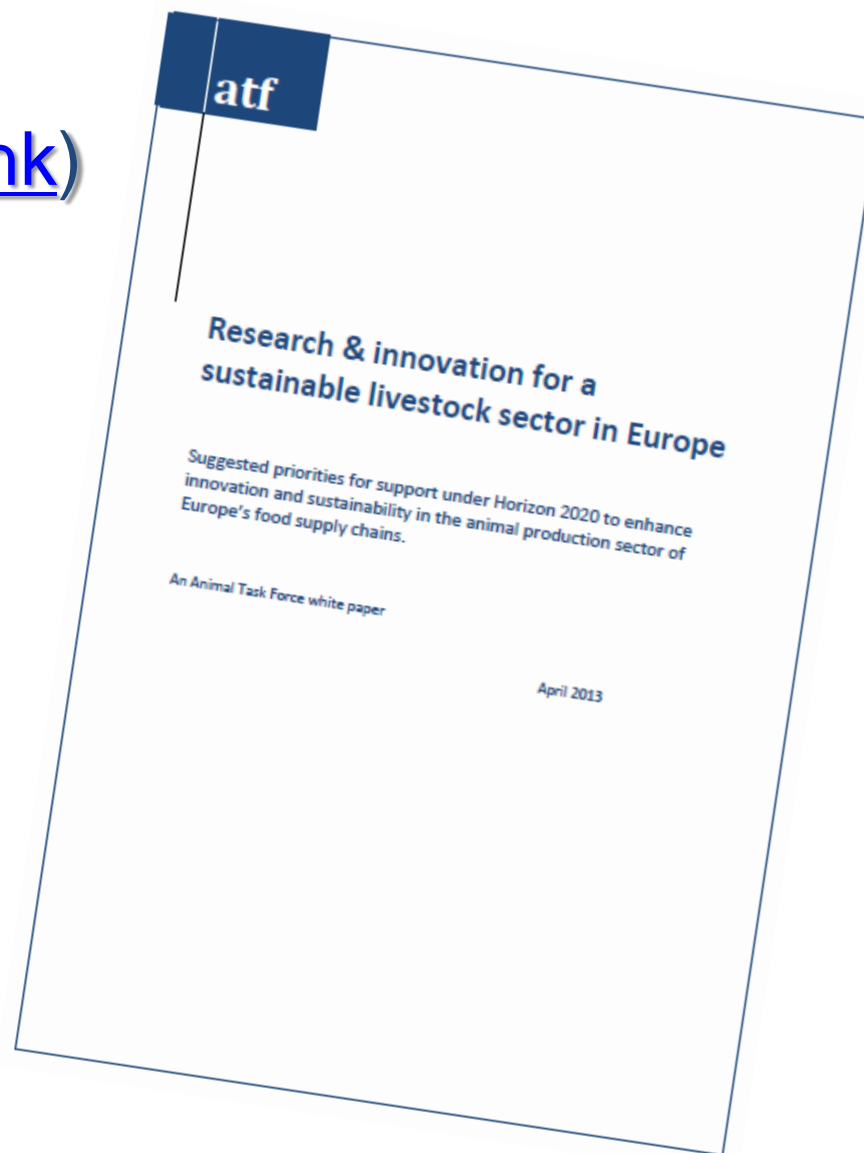 nk)
atf
Research & innovation for a
sustainable livestock sector in Europe
Suggested priorities for support under Horizon 2020 to enhance
innovation and sustainability in the animal production sector of
Europe's food supply chains.
An Animal Task Force white paper
April 2013